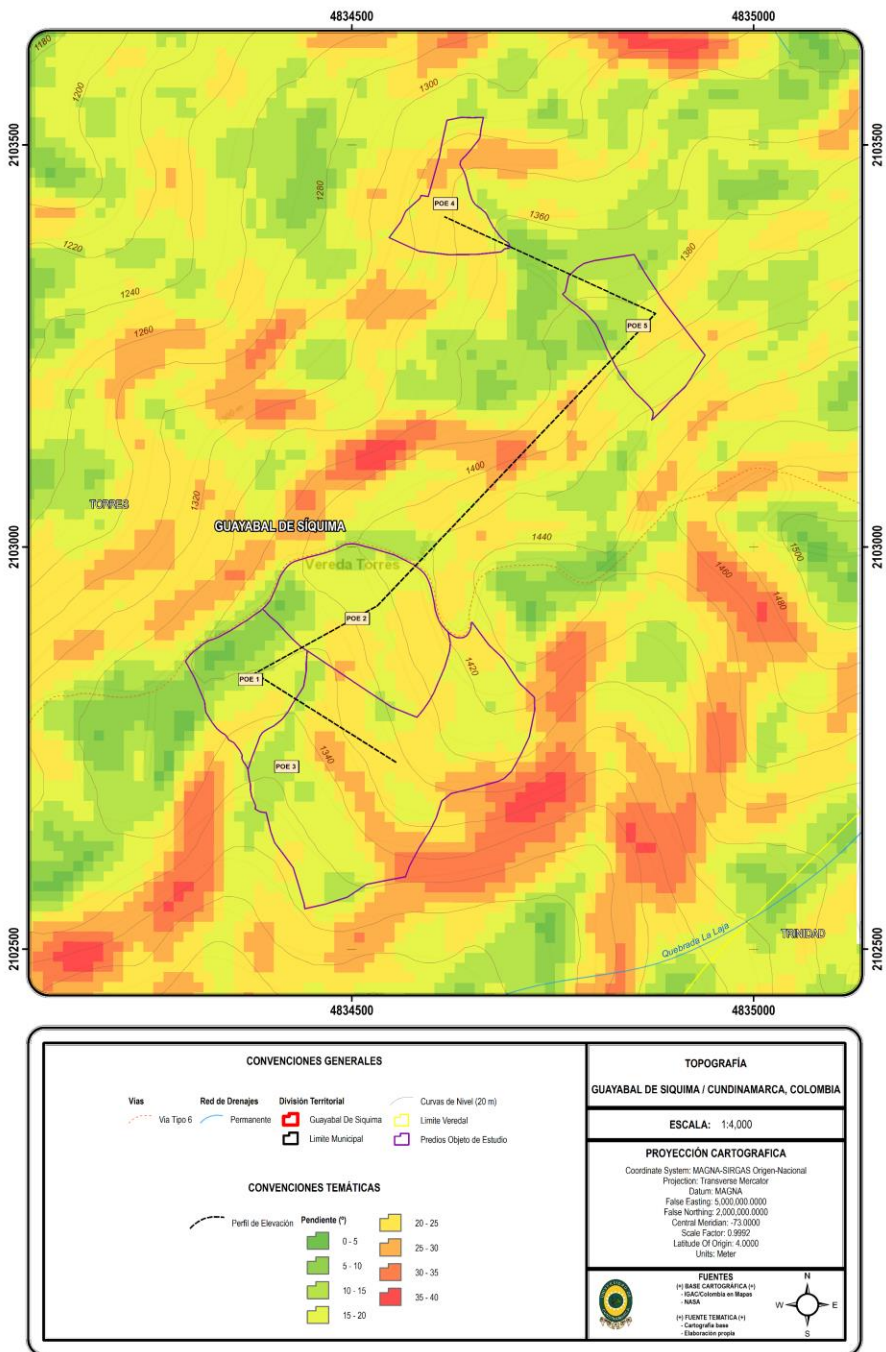 4834500
4835000
1180
1200
1300
2103500
2103500
1280
POE 4
1360
1220
1380
1240
1260
POE 5
1400
1320
TORRES
GUAYABAL DE SÍQUIMA
1440
1500
2103000
2103000
Vereda Torres
1460
1480
POE 2
1420
POE 1
1340
POE 3
Quebrada La Laja
TRINIDAD
2102500
2102500
4834500
4835000
CONVENCIONES GENERALES
Vias
Via Tipo 6
Red de Drenajes
Permanente
División Territorial
Guayabal De Siquima
Limite Municipal
Curvas de Nivel (20 m)
Limite Veredal
Predios Objeto de Estudio
CONVENCIONES TEMÁTICAS
Perfil de Elevación
Pendiente (°)
0 - 5
5 - 10
10 - 15
15 - 20
20 - 25
25 - 30
30 - 35
35 - 40
TOPOGRAFÍA
GUAYABAL DE SIQUIMA / CUNDINAMARCA, COLOMBIA
ESCALA: 1:4,000
PROYECCIÓN CARTOGRAFICA
Coordinate System: MAGNA-SIRGAS Origen-Nacional
Projection: Transverse Mercator
Datum: MAGNA
False Easting: 5,000,000.0000
False Northing: 2,000,000.0000
Central Meridian: -73.0000
Scale Factor: 0.9992
Latitude Of Origin: 4.0000
Units: Meter
FUENTES
(+) BASE CARTOGRÁFICA (+)
- IGAC/Colombia en Mapas
- NASA
(+) FUENTE TEMATICA (+)
- Cartografía base
- Elaboración propia
N
W
E
S